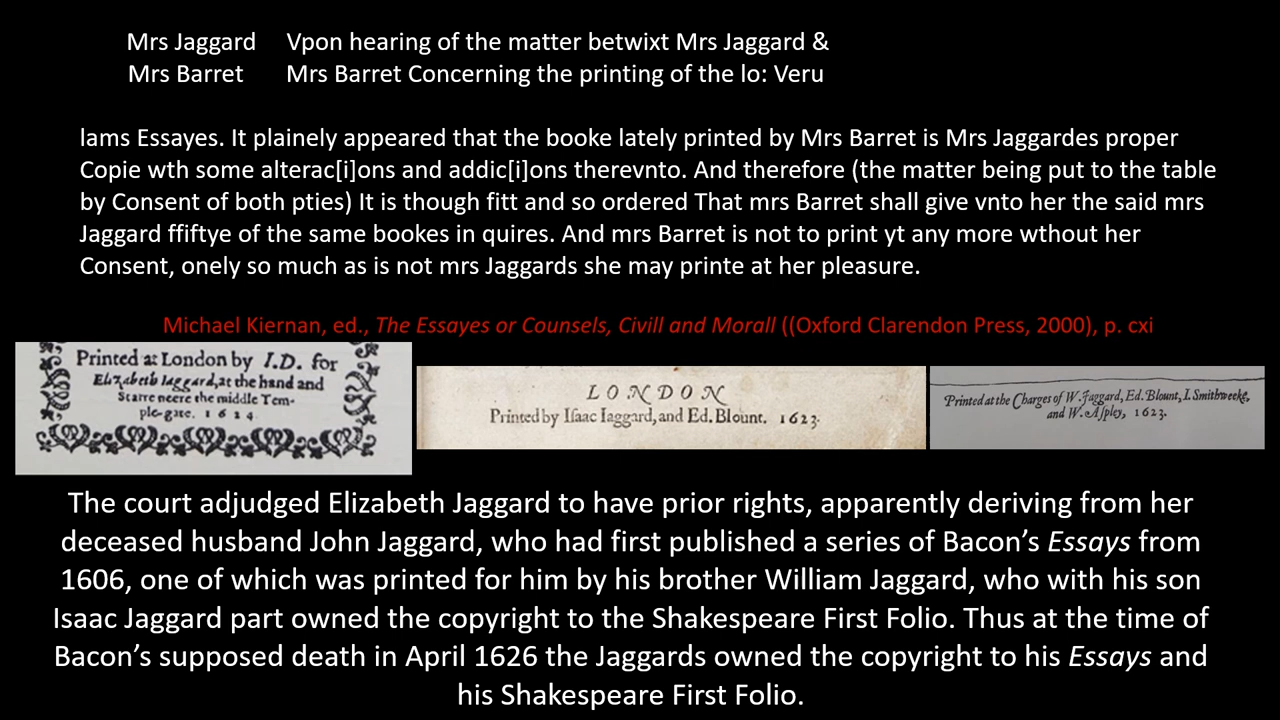 Mrs Jaggard Vpon hearing of the matter betwixt Mrs Jaggard &
Mrs Barret Mrs Barret Concerning the printing of the lo: Veru
lams Essayes. It plainely appeared that the booke lately printed by Mrs Barret is Mrs Jaggardes proper
Copie wth some alterac[i]ons and addic[i]ons therevnto. And therefore (the matter being put to the table
by Consent of both pties) It is though fitt and so ordered That mrs Barret shall give vnto her the said mrs
Jaggard ffiftye of the same bookes in quires. And mrs Barret is not to print yt any more wthout her
Consent, onely so much as is not mrs Jaggards she may printe at her pleasure.
Michael Kiernan, ed., The Essayes or Counsels, Civill and Morall ((Oxford Clarendon Press, 2000), p. cxi
Printed at London by I.D. for
Elizabeth Iaggard, at the hand and
Starre neere the middle Tem-
ple-gate. 1624.
LONDON
Printed by Isaac Iaggard, and Ed. Blount. 1623.
Printed at the Charges of W. Jaggard, Ed. Blount, I. Smithweeke,
and W. Aspley, 1623.
The court adjudged Elizabeth Jaggard to have prior rights, apparently deriving from her
deceased husband John Jaggard, who had first published a series of Bacon’s Essays from
1606, one of which was printed for him by his brother William Jaggard, who with his son
Isaac Jaggard part owned the copyright to the Shakespeare First Folio. Thus at the time of
Bacon’s supposed death in April 1626 the Jaggards owned the copyright to his Essays and
his Shakespeare First Folio.